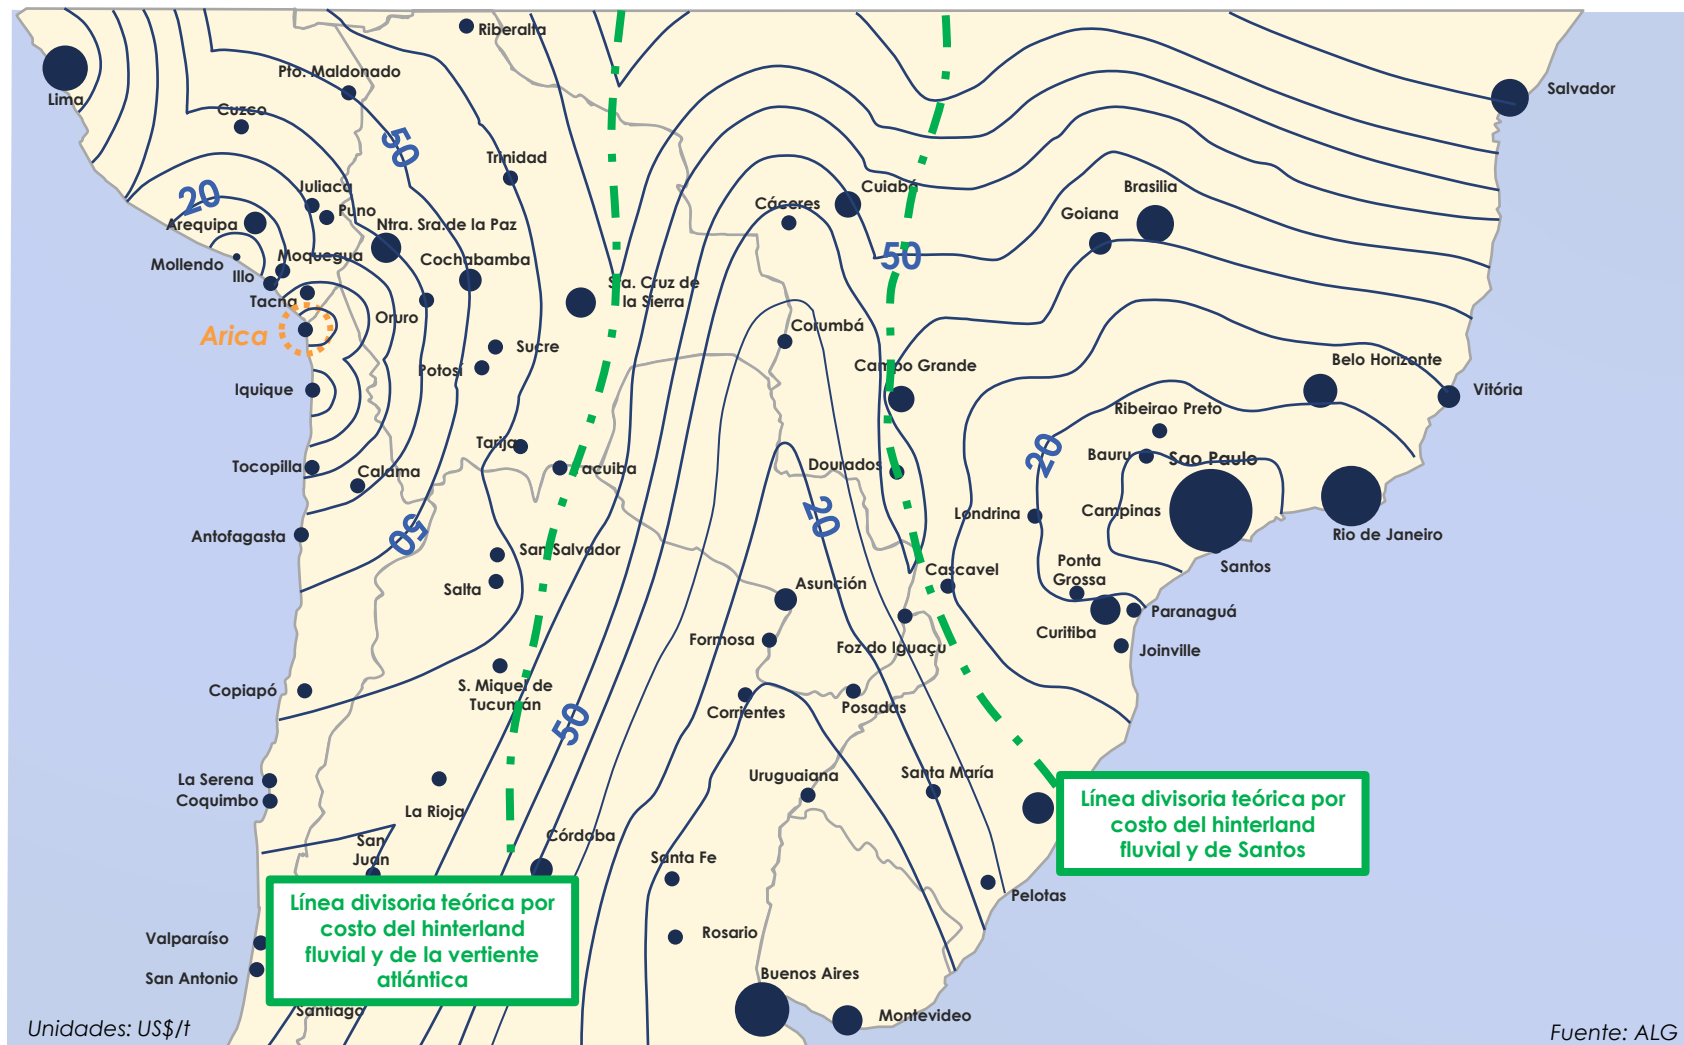 Riberalta
Pto. Maldonado
Lima
Cuzco
50
Salvador
Trinidad
Juliaca
20
Puno
Arequipa
Ntra. Sra.de la Paz
Cuiabá
Cáceres
Brasilia
Goiana
Mollendo
Illo
Moquegua
Cochabamba
50
Tacna
Sta. Cruz de
la Sierra
Oruro
Arica
Corumbá
Sucre
Potosí
Campo Grande
Belo Horizonte
Iquique
Vitória
Ribeirao Preto
Tarija
Yacuiba
Dourados
20
Bauru
Sao Paulo
Tocopilla
Calama
20
Londrina
Campinas
Rio de Janeiro
Antofagasta
50
San Salvador
Salta
Asunción
Cascavel
Ponta
Grossa
Santos
Paranaguá
Curitiba
Joinville
Formosa
Foz do Iguaçu
Copiapó
S. Miquel de
Tucumán
50
Corrientes
Posadas
La Serena
Coquimbo
La Rioja
Uruguaiana
Santa María
Línea divisoria teórica por
costo del hinterland
fluvial y de Santos
San
Juan
Córdoba
Santa Fe
Pelotas
Línea divisoria teórica por
costo del hinterland
fluvial y de la vertiente
atlántica
Valparaíso
San Antonio
Rosario
Santiago
Buenos Aires
Montevideo
Unidades: US$/t
Fuente: ALG